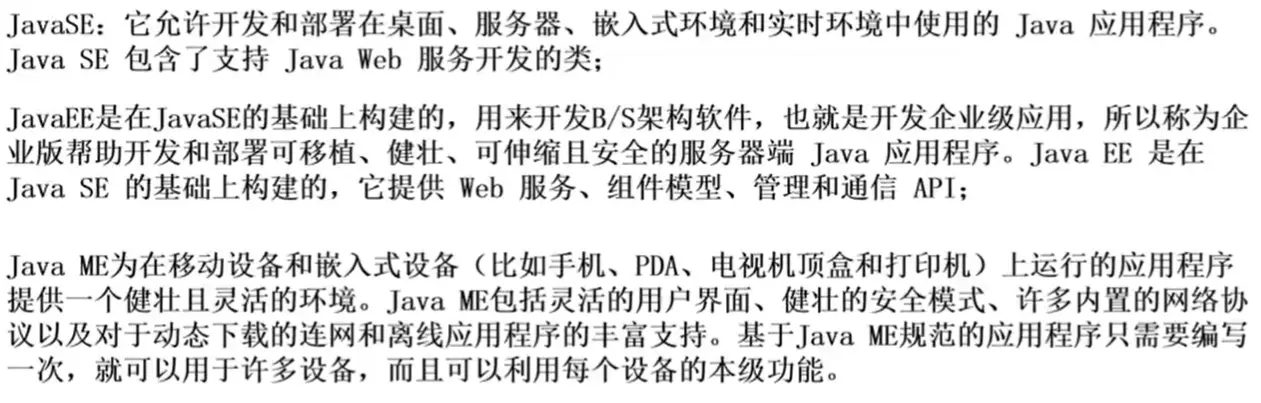 JavaSE：它允许开发和部署在桌面、服务器、嵌入式环境和实时环境中使用的 Java 应用程序。
Java SE 包含了支持 Java Web 服务开发的类；
JavaEE是在JavaSE的基础上构建的，用来开发B/S架构软件，也就是开发企业级应用，所以称为企
业版帮助开发和部署可移植、健壮、可伸缩且安全的服务器端 Java 应用程序。Java EE 是在
Java SE 的基础上构建的，它提供 Web 服务、组件模型、管理和通信 API；
Java ME为在移动设备和嵌入式设备（比如手机、PDA、电视机顶盒和打印机）上运行的应用程序
提供一个健壮且灵活的环境。Java ME包括灵活的用户界面、健壮的安全模式、许多内置的网络协
议以及对于动态下载的连网和离线应用程序的丰富支持。基于Java ME规范的应用程序只需要编写
一次，就可以用于许多设备，而且可以利用每个设备的本级功能。